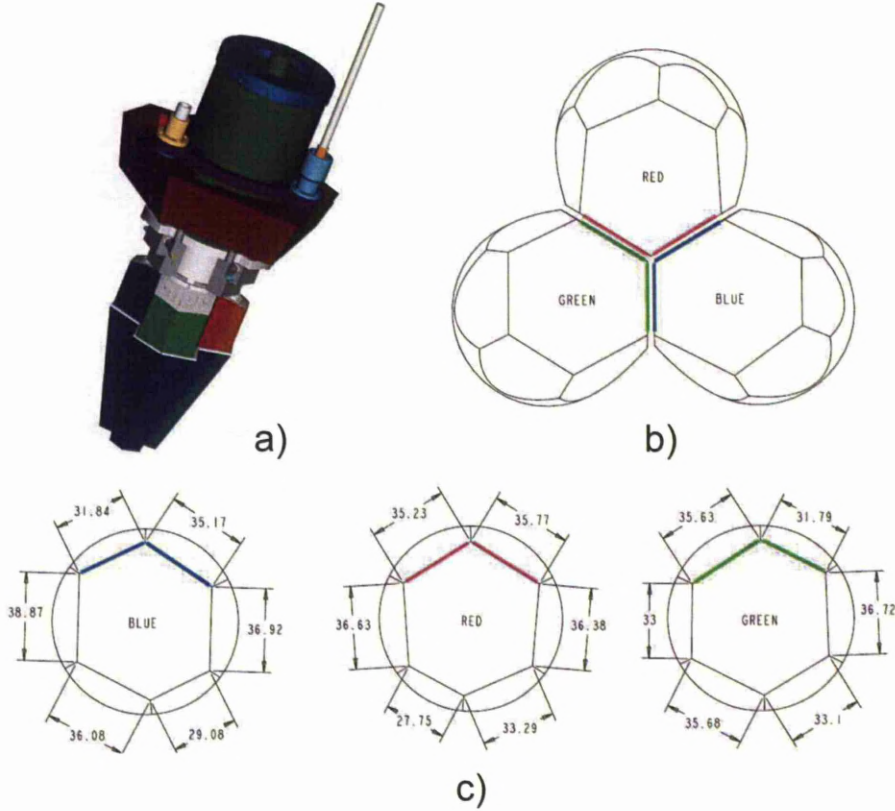 a)
RED
GREEN
BLUE
b)
31.84
35.17
38.87
BLUE
36.92
36.08
29.08
35.23
35.77
36.63
RED
36.38
27.75
33.29
35.63
31.79
33
GREEN
36.72
35.68
33.1
c)